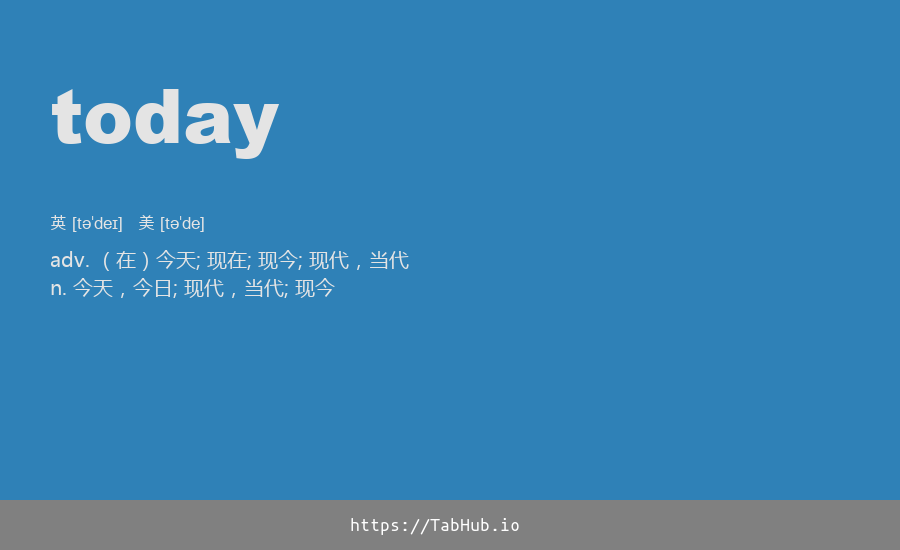 today
英 [təˈdeɪ] 美 [təˈde]
adv. （在）今天; 现在; 现今; 现代，当代
n. 今天，今日; 现代，当代; 现今
https://TabHub.io